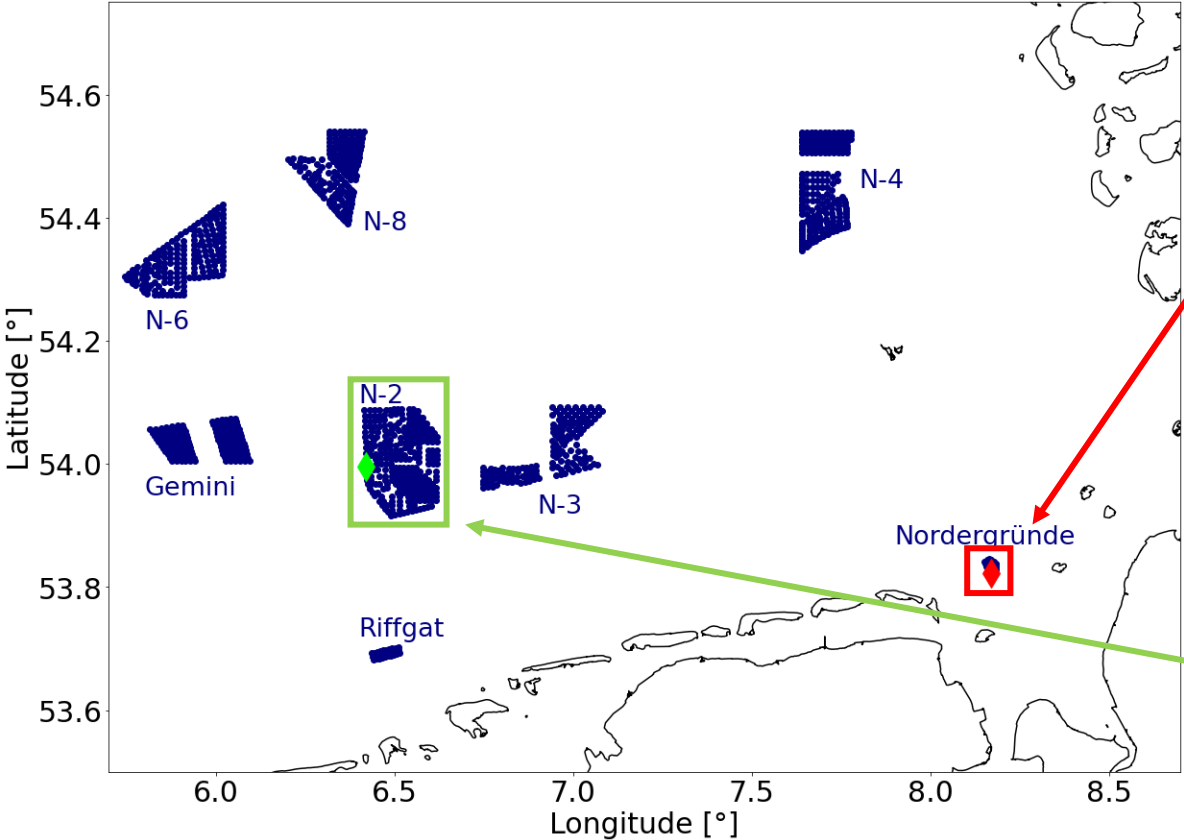 54.6
54.4
54.2
54.0
53.8
53.6
Latitude [°]
N-8
N-4
N-6
N-2
Gemini
N-3
Nordergründe
Riffgat
6.0
6.5
7.0
7.5
8.0
8.5
Longitude [°]